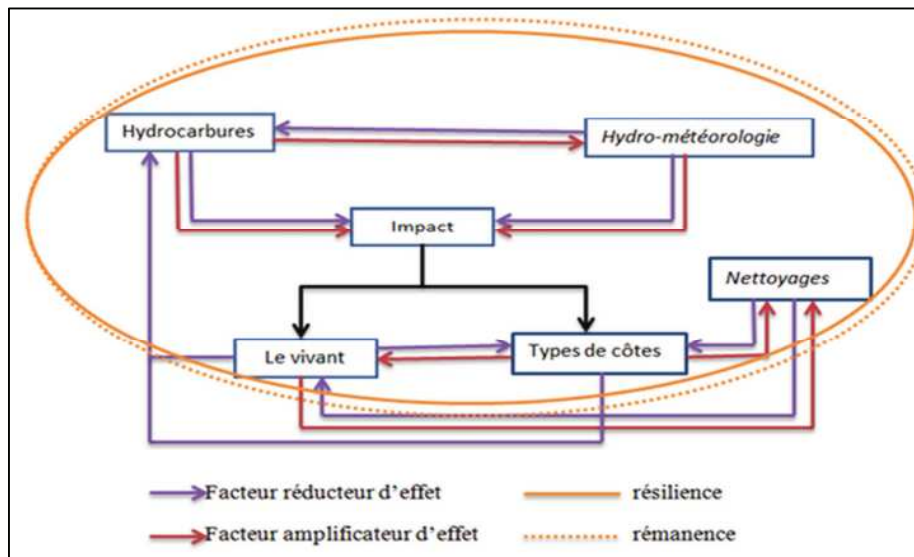 Hydrocarbures
Hydro-météorologie
Impact
Nettoyages
Le vivant
Types de côtes
Facteur réducteur d'effet
résilience
Facteur amplificateur d'effet
rémanence